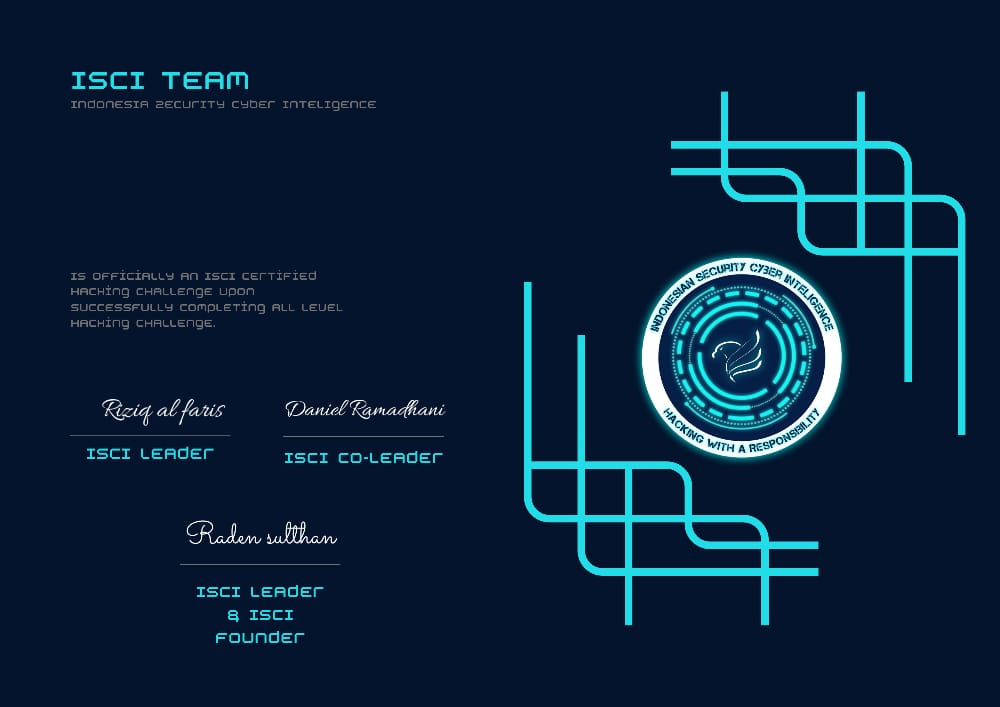 ISCI TEAM
INDONESIA SECURITY CYBER INTELIGENCE
IS OFFICIALLY AN ISCI CERTIFIED
HACKING CHALLENGE UPON
SUCCESSFULLY COMPLETING ALL LEVEL
HACKING CHALLENGE.
Riziq al faris
Daniel Ramadhani
ISCI LEADER
ISCI CO-LEADER
Raden sulthan
ISCI LEADER
& ISCI
FOUNDER
INDONESIAN SECURITY CYBER INTELIGENCE
HACKING WITH A RESPONSIBILITY